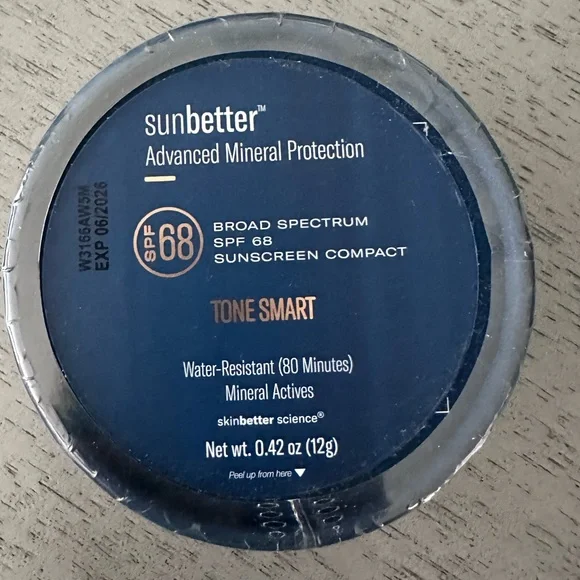 sunbetter™
Advanced Mineral Protection
W3166AW5M
EXP 06/2026
SPF 68
BROAD SPECTRUM
SPF 68
SUNSCREEN COMPACT
TONE SMART
Water-Resistant (80 Minutes)
Mineral Actives
skinbetter science®
Net wt. 0.42 oz (12g)
Peel up from here